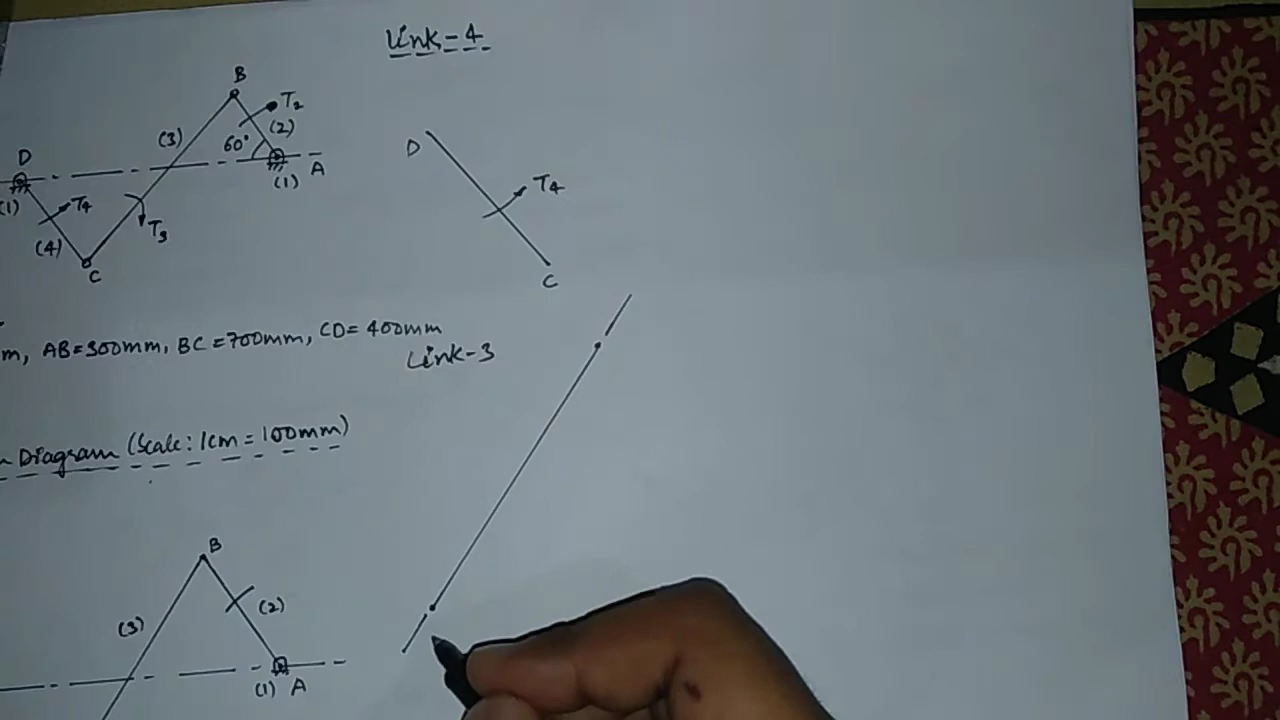 Link-4
B
T2
(3)
(2)
60°
D
(1) A
(1)
T4
T3
(4)
C
D
T4
C
m, AB=300mm, BC=700mm, CD=400mm
Link-3
n Diagram (Scale: 1cm=100mm)
B
(2)
(3)
(1) A